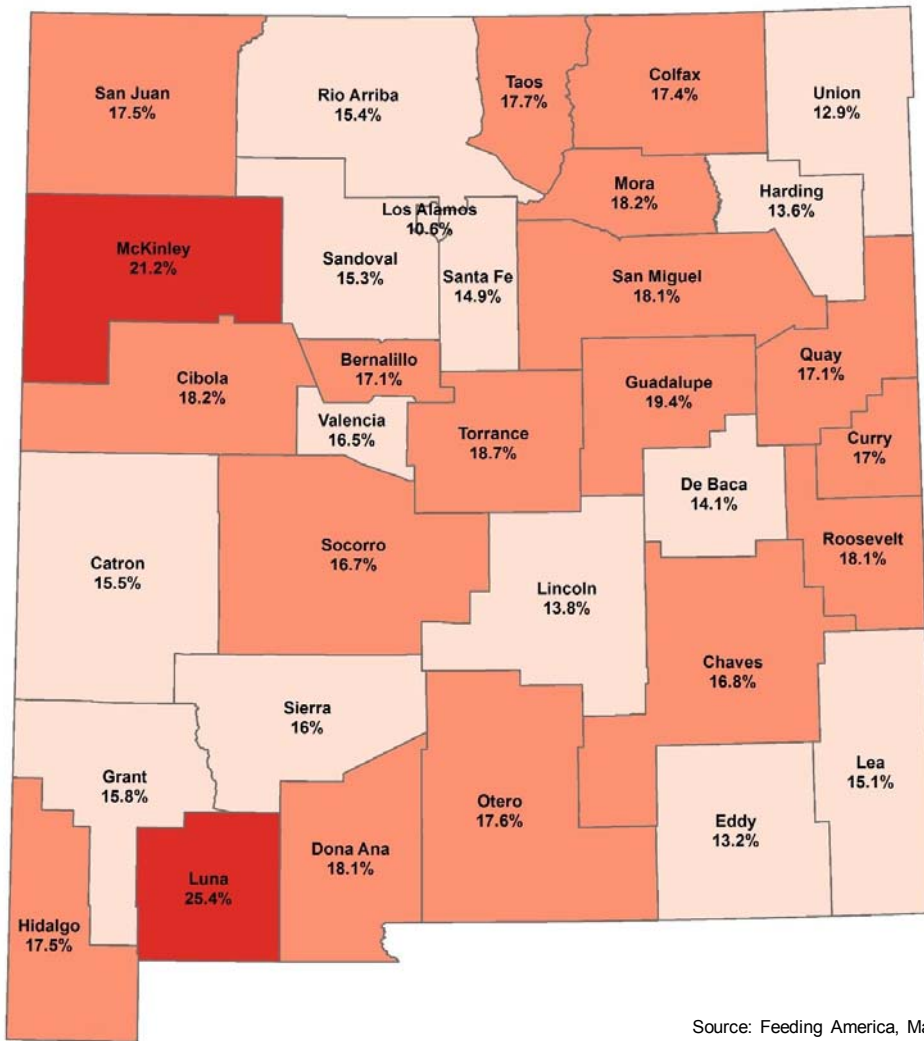 San Juan
17.5%
Rio Arriba
15.4%
Taos
17.7%
Colfax
17.4%
Union
12.9%
Mora
18.2%
Harding
13.6%
Los Alamos
10.6%
McKinley
21.2%
Sandoval
15.3%
Santa Fe
14.9%
San Miguel
18.1%
Bernalillo
17.1%
Quay
17.1%
Cibola
18.2%
Guadalupe
19.4%
Valencia
16.5%
Torrance
18.7%
Curry
17%
De Baca
14.1%
Socorro
16.7%
Roosevelt
18.1%
Catron
15.5%
Lincoln
13.8%
Chaves
16.8%
Sierra
16%
Grant
15.8%
Lea
15.1%
Otero
17.6%
Eddy
13.2%
Dona Ana
18.1%
Luna
25.4%
Hidalgo
17.5%
Source: Feeding America, Ma